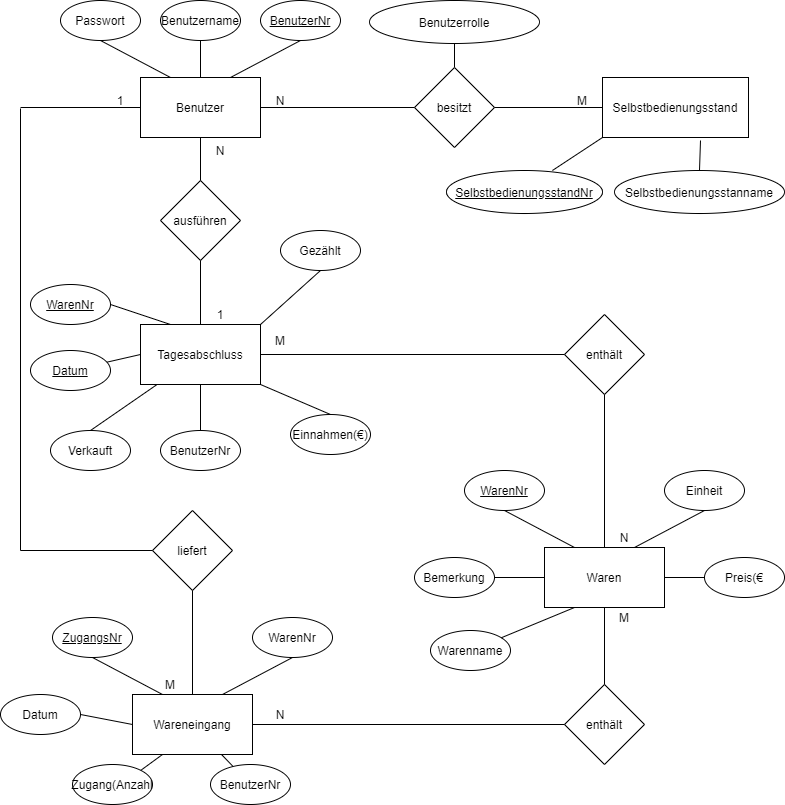 Passwort
Benutzername
BenutzerNr
Benutzerrolle
1
Benutzer
N
besitzt
M
Selbstbedienungsstand
N
SelbstbedienungsstandNr
Selbstbedienungsstanname
ausführen
Gezählt
WarenNr
1
Tagesabschluss
M
enthält
Datum
Verkauft
BenutzerNr
Einnahmen(€)
WarenNr
Einheit
N
liefert
Bemerkung
Waren
Preis(€
M
ZugangsNr
WarenNr
Warenname
M
Datum
Wareneingang
N
enthält
Zugang(Anzahl
BenutzerNr